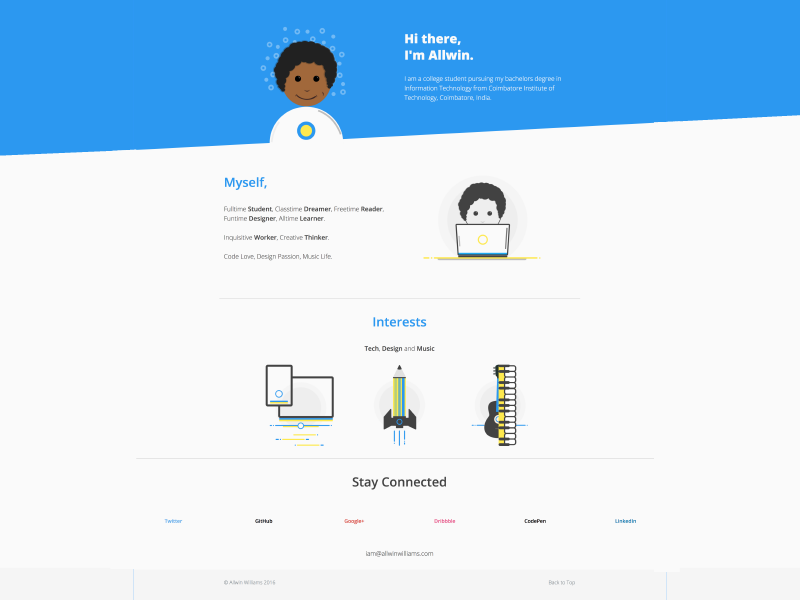 Hi there,
I'm Allwin.
I am a college student pursuing my bachelors degree in
Information Technology from Coimbatore Institute of
Technology, Coimbatore, India.
Myself,
Fulltime Student, Classtime Dreamer, Freetime Reader,
Funtime Designer, Alltime Learner.
Inquisitive Worker, Creative Thinker.
Code Love, Design Passion, Music Life.
Interests
Tech, Design and Music
Stay Connected
Twitter GitHub Google+ Dribbble CodePen LinkedIn
iam@allwinwilliams.com
© Allwin Williams 2016 Back to Top